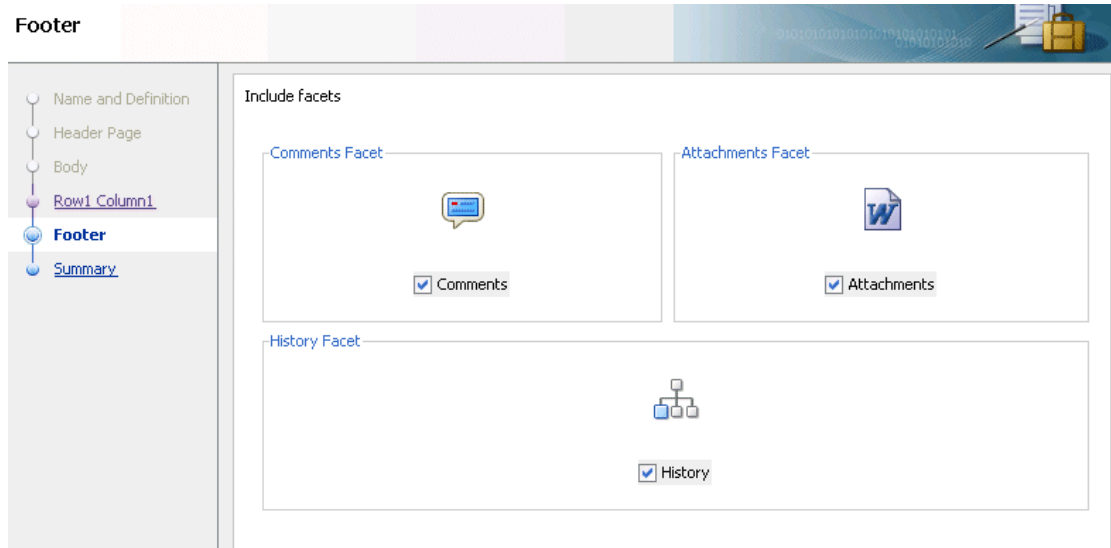 Footer
Name and Definition
Header Page
Body
Row1 Column1
Footer
Summary
Include facets
Comments Facet
Comments
Attachments Facet
W
Attachments
History Facet
History